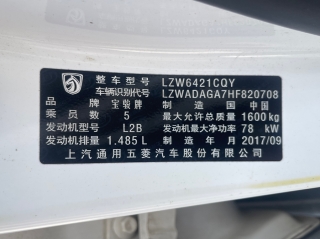 整车型号 LZW6421CQY
车辆识别代号 LZWADAGA7HF820708
品牌 宝骏牌 制造国 中国
乘员数 5 最大允许总质量 1600kg
发动机型号 L2B 发动机最大净功率 78 kW
发动机排量 1.485 L 制造年月 2017/09
上汽通用五菱汽车股份有限公司